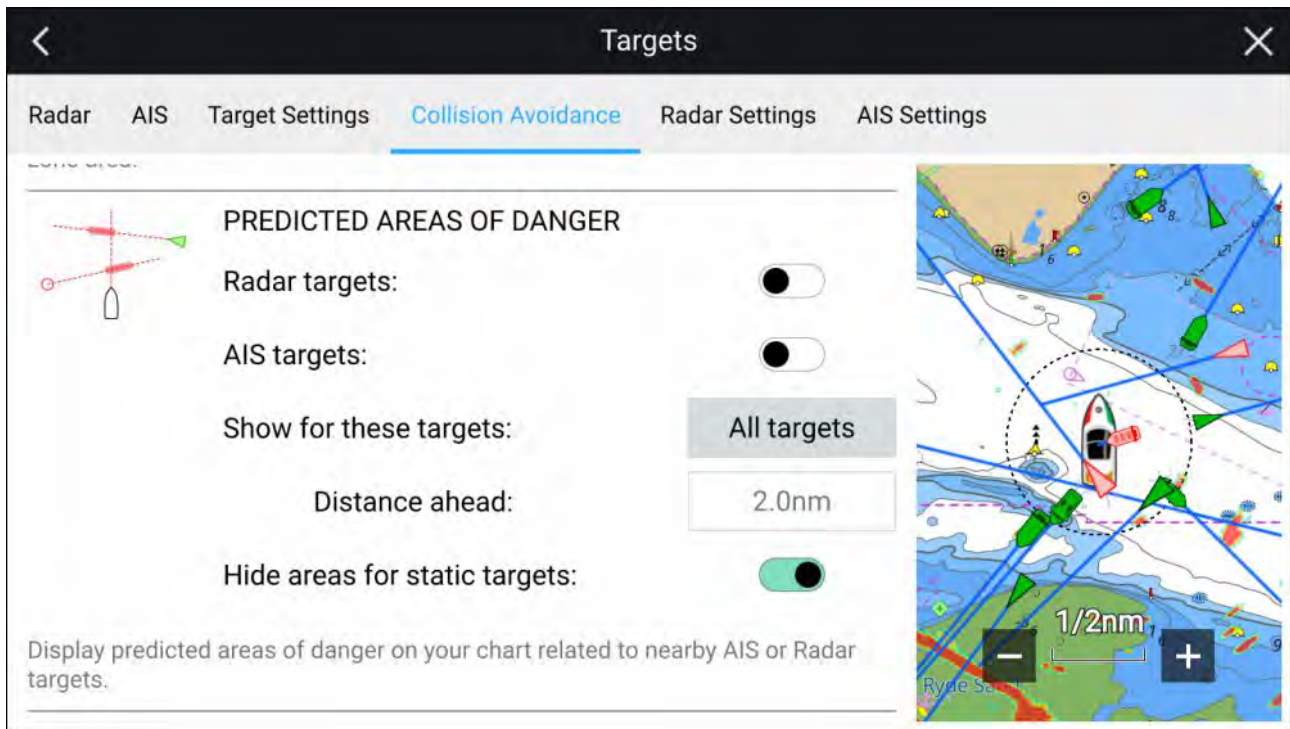 Targets
Radar AIS Target Settings Collision Avoidance Radar Settings AIS Settings
PREDICTED AREAS OF DANGER
Radar targets:
AIS targets:
Show for these targets: All targets
Distance ahead: 2.0nm
Hide areas for static targets:
Display predicted areas of danger on your chart related to nearby AIS or Radar
targets.
1/2nm
Ryde